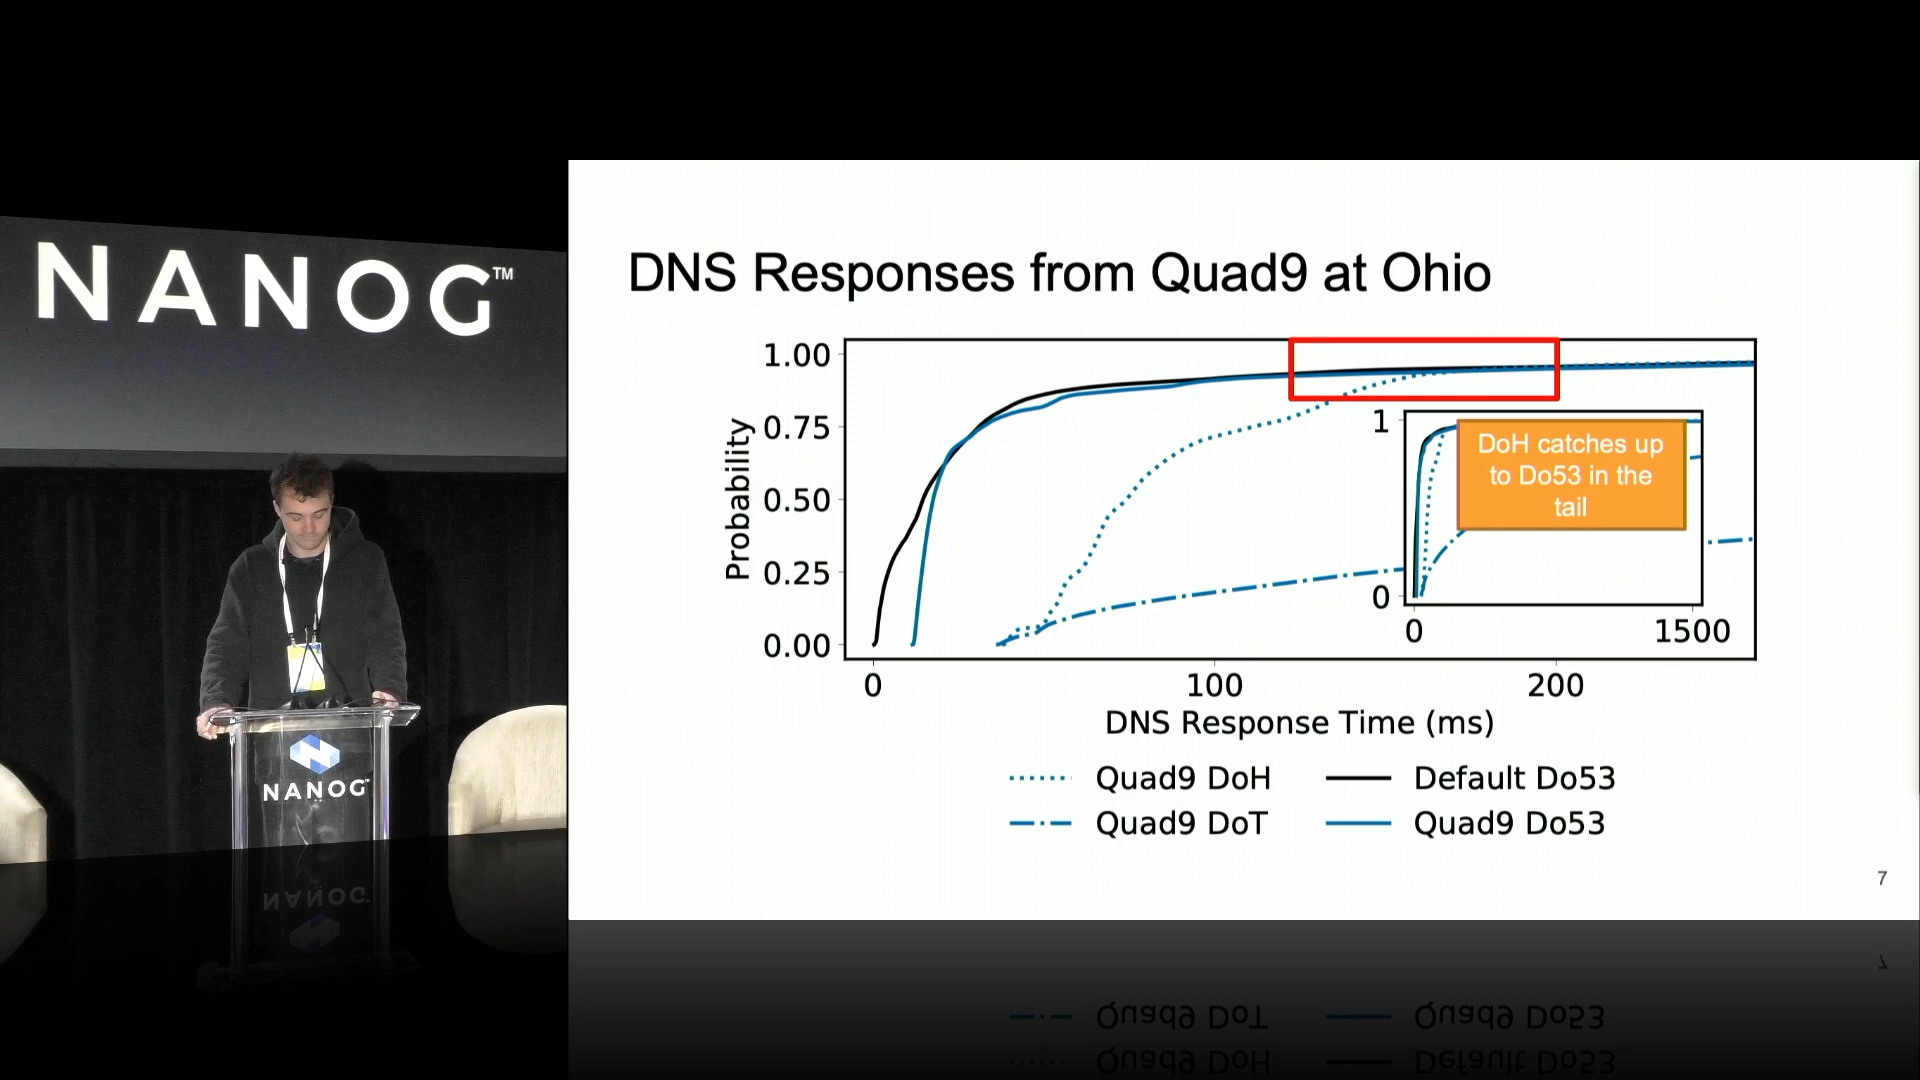 NANOG™
DNS Responses from Quad9 at Ohio
1.00
0.75
0.50
0.25
0.00
Probability
1
0
0
1500
DoH catches up
to Do53 in the
tail
0
100
200
DNS Response Time (ms)
Quad9 DoH
Default Do53
Quad9 DoT
Quad9 Do53
7
NANOG™